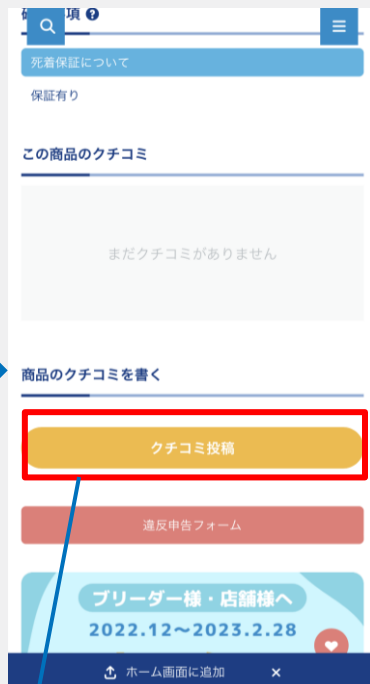 項
死着保証について
保証有り
この商品のクチコミ
まだクチコミがありません
商品のクチコミを書く
クチコミ投稿
違反申告フォーム
ブリーダー様・店舗様へ
2022.12〜2023.2.28
ホーム画面に追加 ×